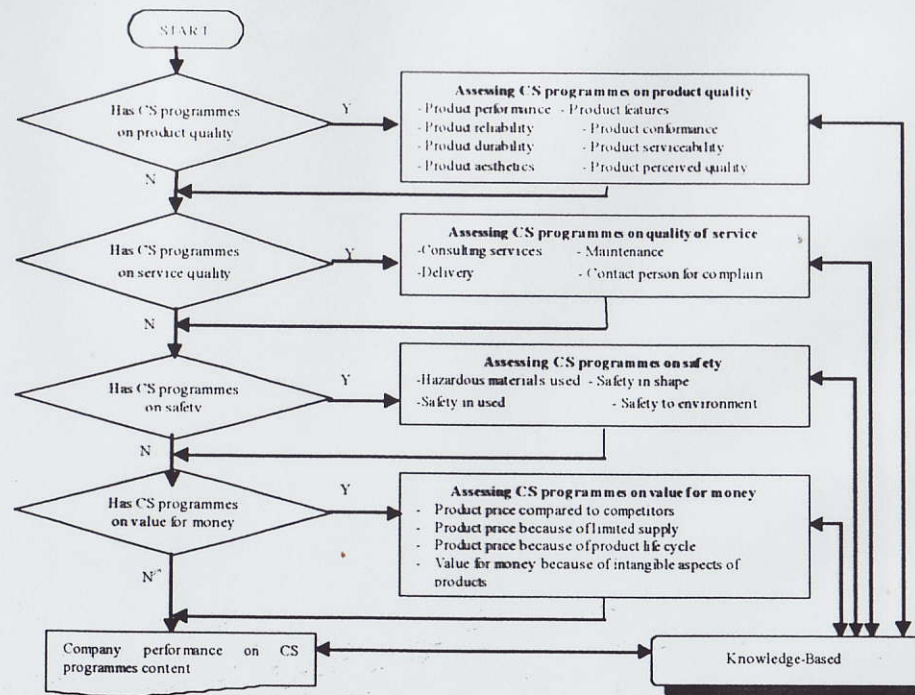 START
Has CS programmes
on product quality
Y
N
Assessing CS programmes on product quality
- Product performance - Product features
- Product reliability - Product conformance
- Product durability - Product serviceability
- Product aesthetics - Product perceived quality
Has CS programmes
on service quality
Y
N
Assessing CS programmes on quality of service
-Consulting services - Maintenance
-Delivery - Contact person for complain
Has CS programmes
on safety
Y
N
Assessing CS programmes on safety
-Hazardous materials used - Safety in shape
-Safety in used - Safety to environment
Has CS programmes
on value for money
Y
N
Assessing CS programmes on value for money
- Product price compared to competitors
- Product price because of limited supply
- Product price because of product life cycle
- Value for money because of intangible aspects of
products
Company performance on CS
programmes content
Knowledge-Based